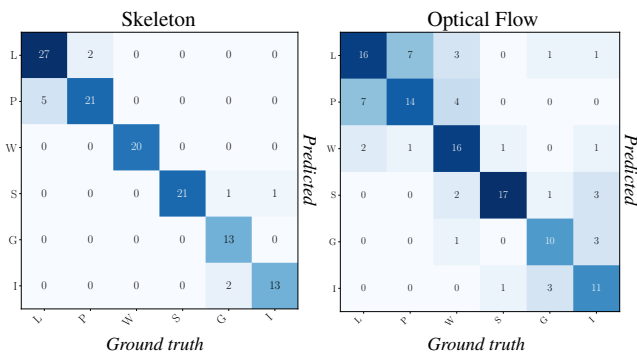 Skeleton
L 27 2 0 0 0 0
P 5 21 0 0 0 0
W 0 0 20 0 0 0
S 0 0 0 21 1 1
G 0 0 0 0 13 0
I 0 0 0 0 2 13
L P W S G I
Ground truth
Predicted
Optical Flow
L 16 7 3 0 1 1
P 7 14 4 0 0 0
W 2 1 16 1 0 1
S 0 0 2 17 1 3
G 0 0 1 0 10 3
I 0 0 0 1 3 11
L P W S G I
Ground truth
Predicted